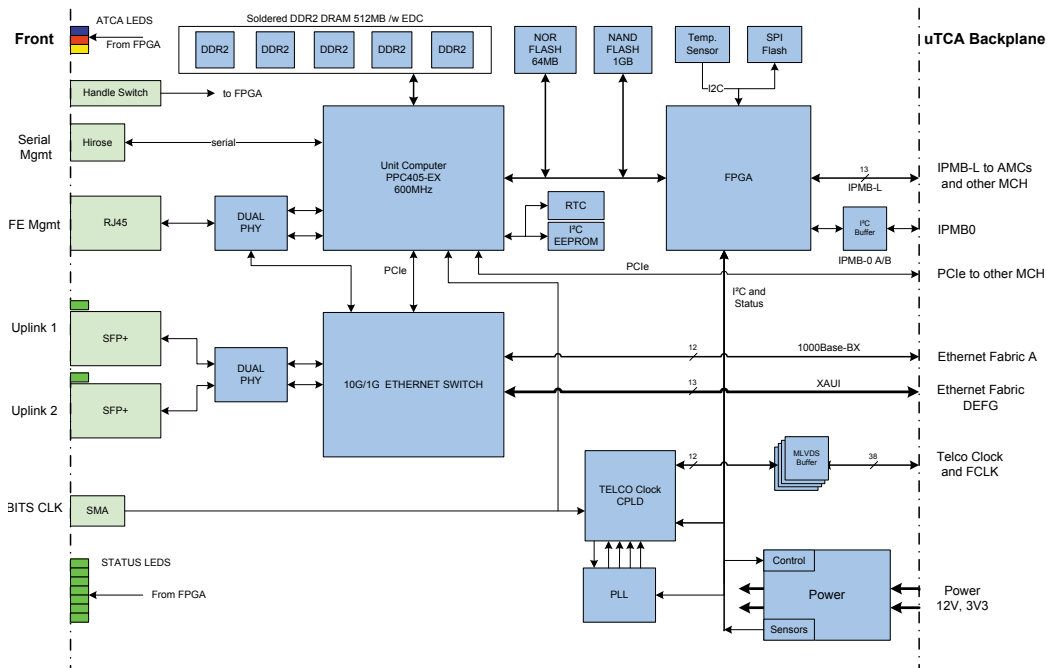 Soldered DDR2 DRAM 512MB /w EDC
ATCA LEDS
Front
From FPGA
DDR2
DDR2
DDR2
DDR2
DDR2
NOR
FLASH
64MB
NAND
FLASH
1GB
Temp.
Sensor
SPI
Flash
uTCA Backplane
Handle Switch
to FPGA
I2C
Serial
Mgmt
Hirose
serial
Unit Computer
PPC405-EX
600MHz
FPGA
13
IPMB-L
IPMB-L to AMCs
and other MCH
FE Mgmt
RJ45
DUAL
PHY
RTC
I²C
EEPROM
I²C
Buffer
IPMB0
IPMB-0 A/B
PCIe
PCIe
PCIe to other MCH
I²C and
Status
Uplink 1
SFP+
12
1000Base-BX
Ethernet Fabric A
DUAL
PHY
10G/1G ETHERNET SWITCH
13
XAUI
Ethernet Fabric
DEFG
Uplink 2
SFP+
12
MLVDS
Buffer
38
Telco Clock
and FCLK
TELCO Clock
CPLD
BITS CLK
SMA
STATUS LEDS
From FPGA
PLL
Control
Power
Sensors
Power
12V, 3V3